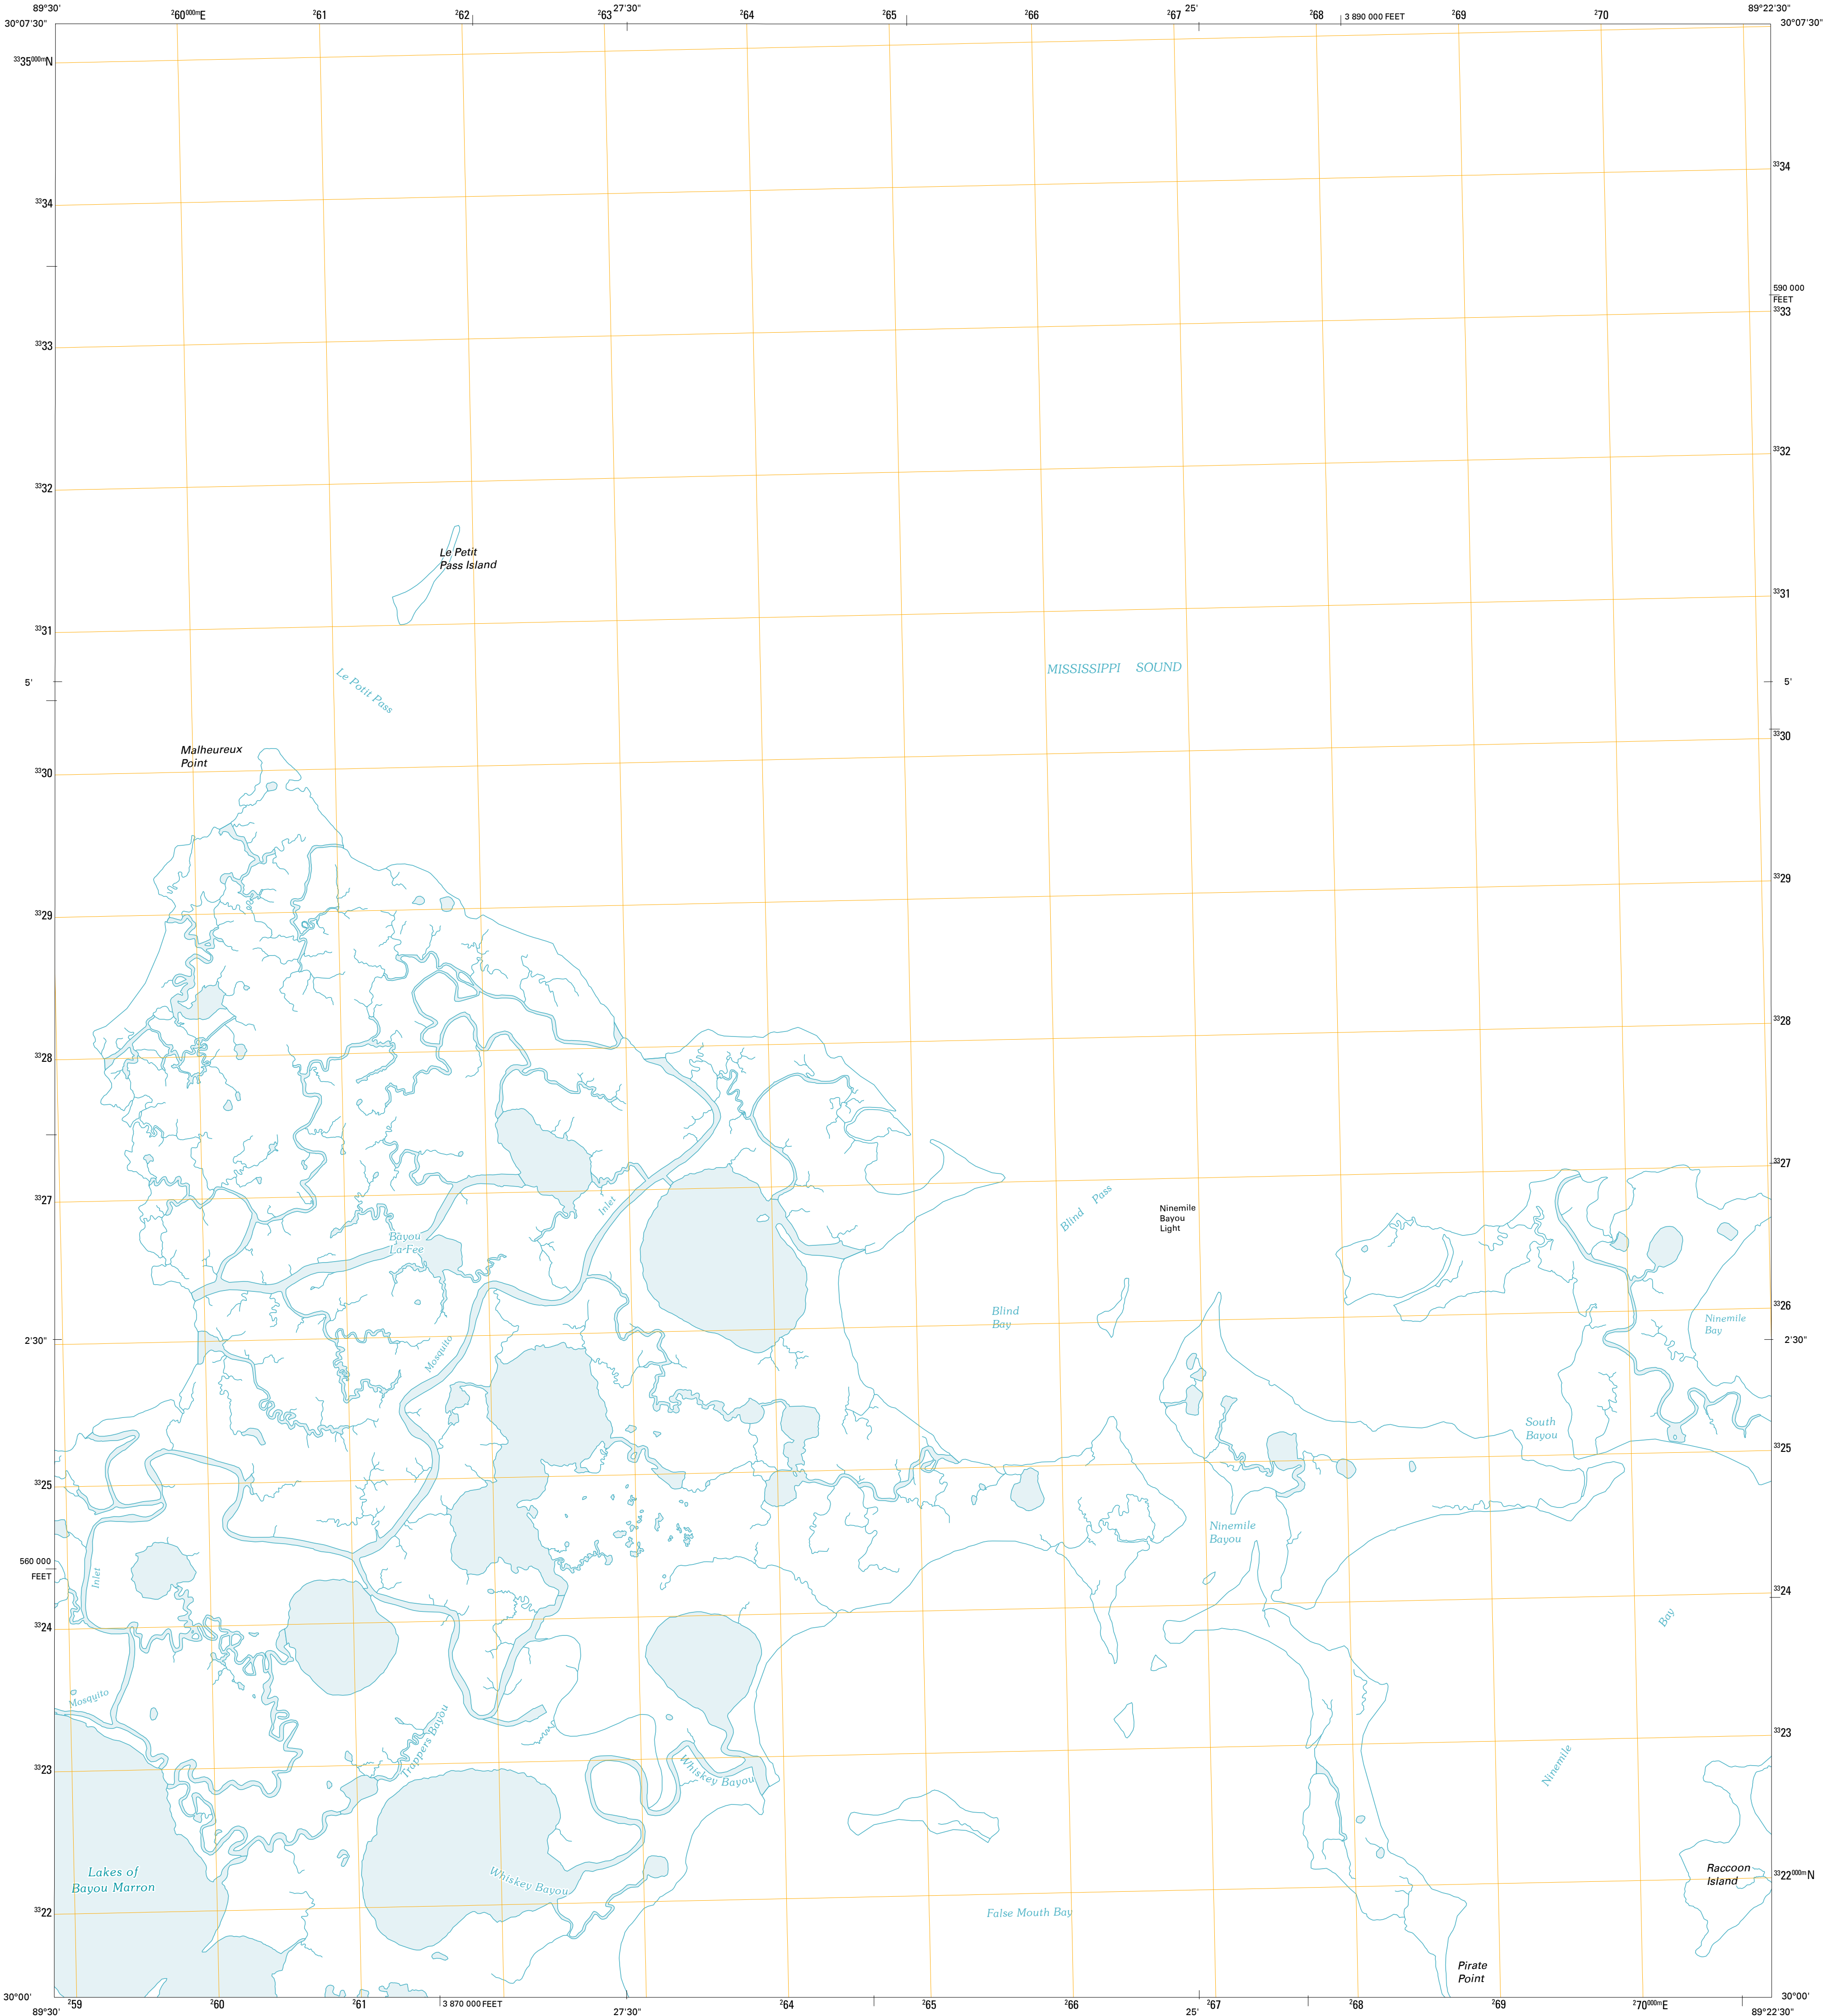 89°30' ²60⁰⁰⁰ᵐE ²61 ²62 ²63 27'30" ²64 ²65 ²66 ²67 25' ²68 3 890 000 FEET ²69 ²70 89°22'30"
30°07'30" 30°07'30"
³³35⁰⁰⁰ᵐN
³³34
³³34
590 000
FEET
³³33
³³33
³³32
³³32
Le Petit
Pass Island
³³31
³³31
MISSISSIPPI SOUND
Le Potit Pass
5' 5'
³³30
Malheureux
Point
³³30
³³29
³³29
³³28
³³28
³³27
³³27
Inlet
Blind Pass
Ninemile
Bayou
Light
Bayou
La Fee
³³26
Blind
Bay
Ninemile
Bay
2'30" 2'30"
Mosquito
South
Bayou
³³25
³³25
Ninemile
Bayou
560 000
FEET
Inlet
³³24
³³24
Bay
Mosquito
Trappers Bayou
³³23
³³23
Whiskey Bayou
Ninemile
Lakes of
Bayou Marron
Whiskey Bayou
Raccoon
Island
³³22⁰⁰⁰ᵐN
³³22
False Mouth Bay
Pirate
Point
30°00' 30°00'
89°30' ²59 ²60 ²61 3 870 000 FEET 27'30" ²64 ²65 ²66 25' ²67 ²68 ²69 ²70⁰⁰⁰ᵐE 89°22'30"